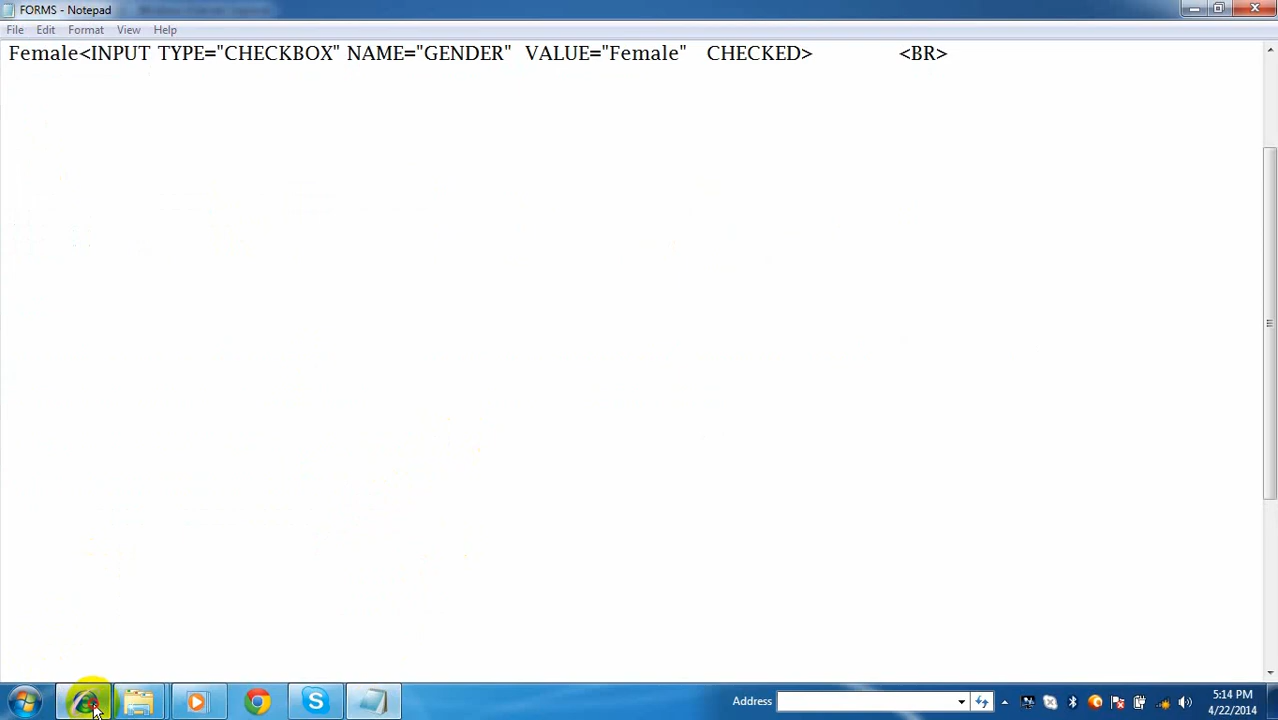 FORMS - Notepad
File Edit Format View Help
Female<INPUT TYPE="CHECKBOX" NAME="GENDER" VALUE="Female" CHECKED> <BR>
Address
5:14 PM
4/22/2014